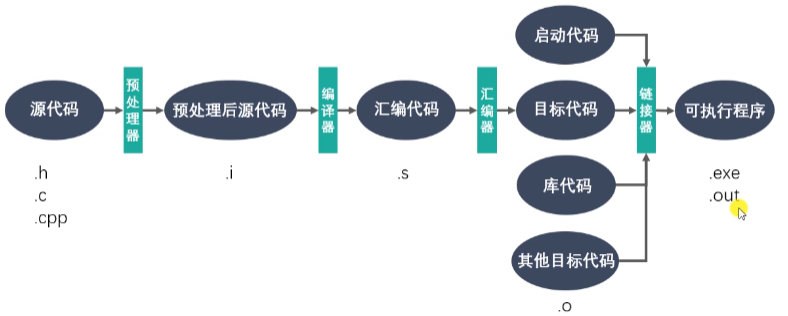 启动代码
源代码
预处理器
预处理后源代码
编译器
汇编代码
汇编器
目标代码
链接器
可执行程序
.h
.c
.cpp
.i
.s
库代码
.exe
.out
其他目标代码
.o